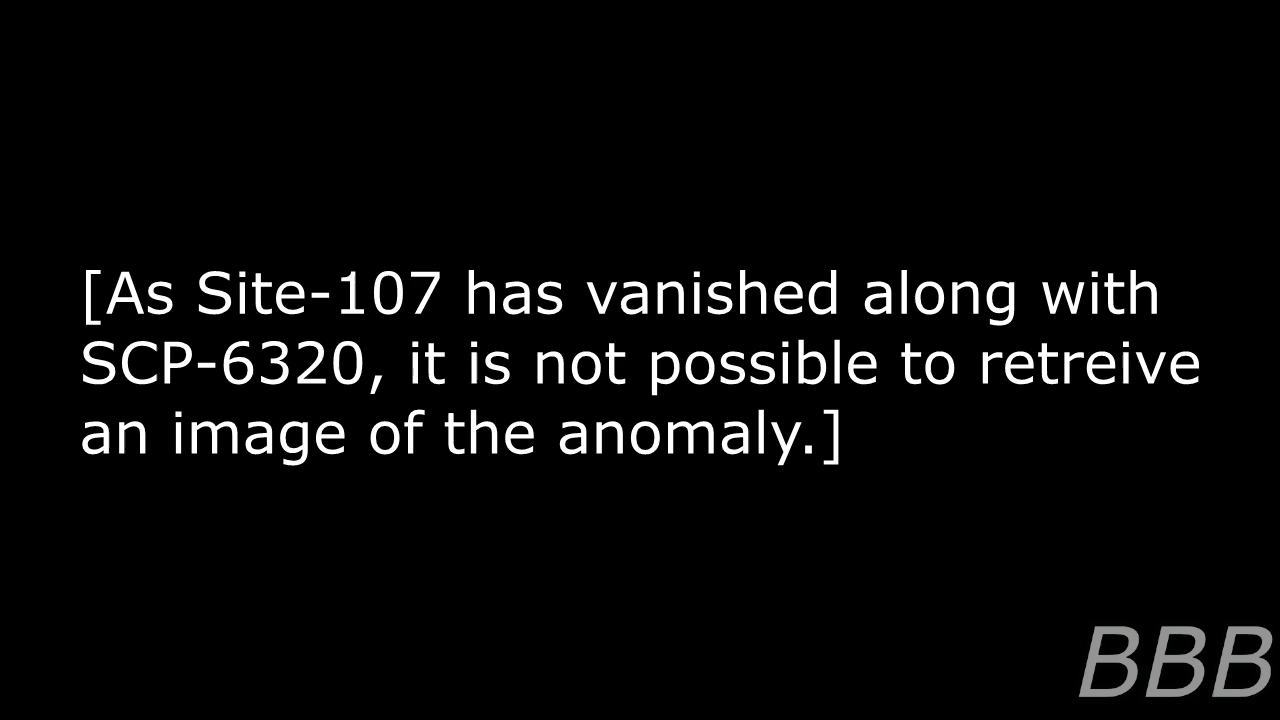 [As Site-107 has vanished along with
SCP-6320, it is not possible to retreive
an image of the anomaly.]
BBB